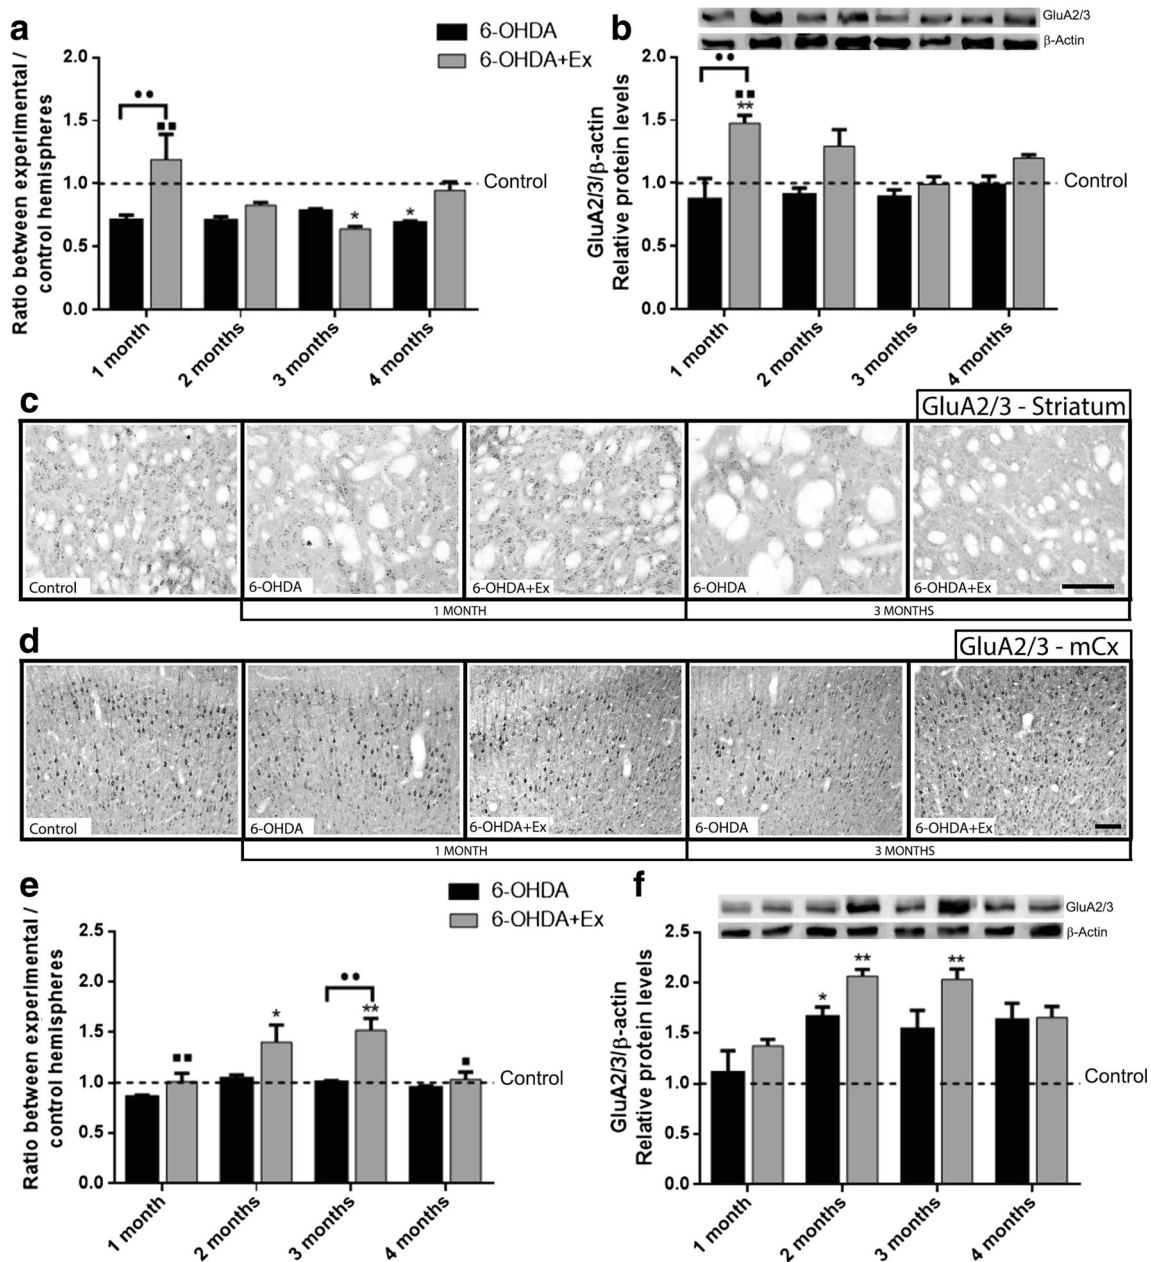 a
6-OHDA
6-OHDA+Ex
Ratio between experimental /
control hemispheres
2.0
1.5
1.0
0.5
0.0
Control
1 month
2 months
3 months
4 months
b
GluA2/3
β-Actin
GluA2/3/β-actin
Relative protein levels
2.0
1.5
1.0
0.5
0.0
**
Control
1 month
2 months
3 months
4 months
c
GluA2/3 - Striatum
Control
6-OHDA
6-OHDA+Ex
6-OHDA
6-OHDA+Ex
1 MONTH
3 MONTHS
d
GluA2/3 - mCx
Control
6-OHDA
6-OHDA+Ex
6-OHDA
6-OHDA+Ex
1 MONTH
3 MONTHS
e
6-OHDA
6-OHDA+Ex
Ratio between experimental /
control hemispheres
2.5
2.0
1.5
1.0
0.5
0.0
Control
1 month
2 months
3 months
4 months
f
GluA2/3
β-Actin
GluA2/3/β-actin
Relative protein levels
2.5
2.0
1.5
1.0
0.5
0.0
Control
1 month
2 months
3 months
4 months